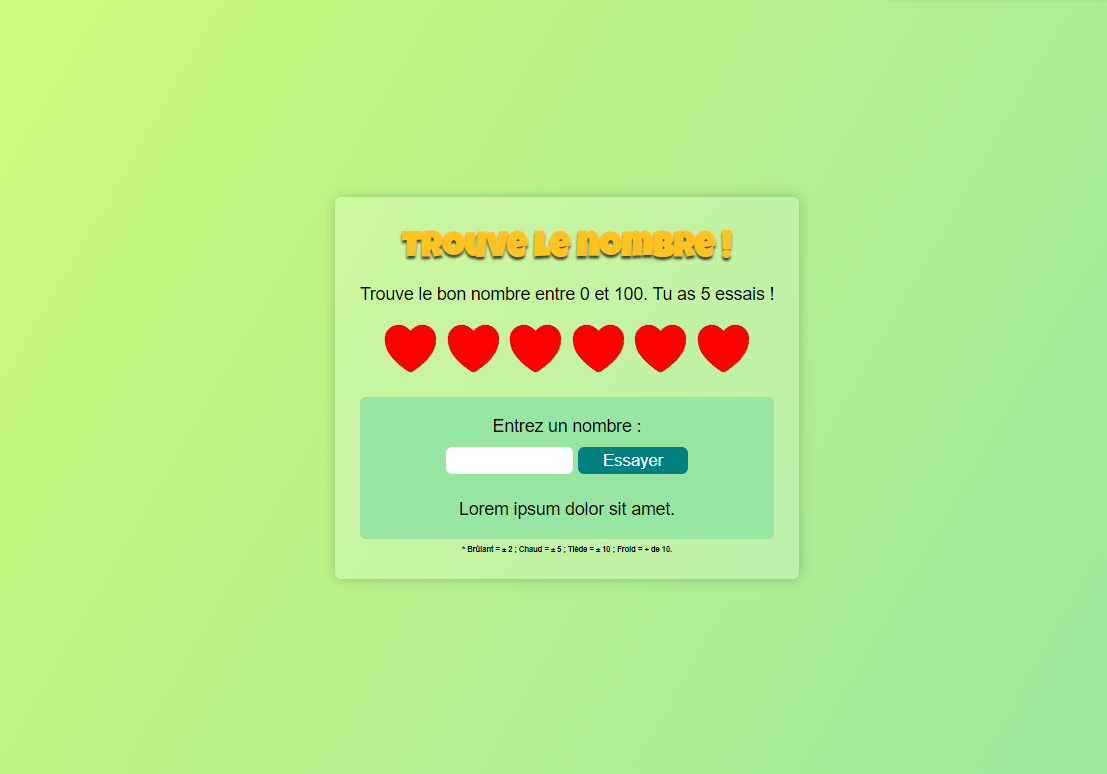 Trouve le nombre !
Trouve le bon nombre entre 0 et 100. Tu as 5 essais !
Entrez un nombre :
Essayer
Lorem ipsum dolor sit amet.
* Brûlant = ± 2 ; Chaud = ± 5 ; Tiède = ± 10 ; Froid = + de 10.